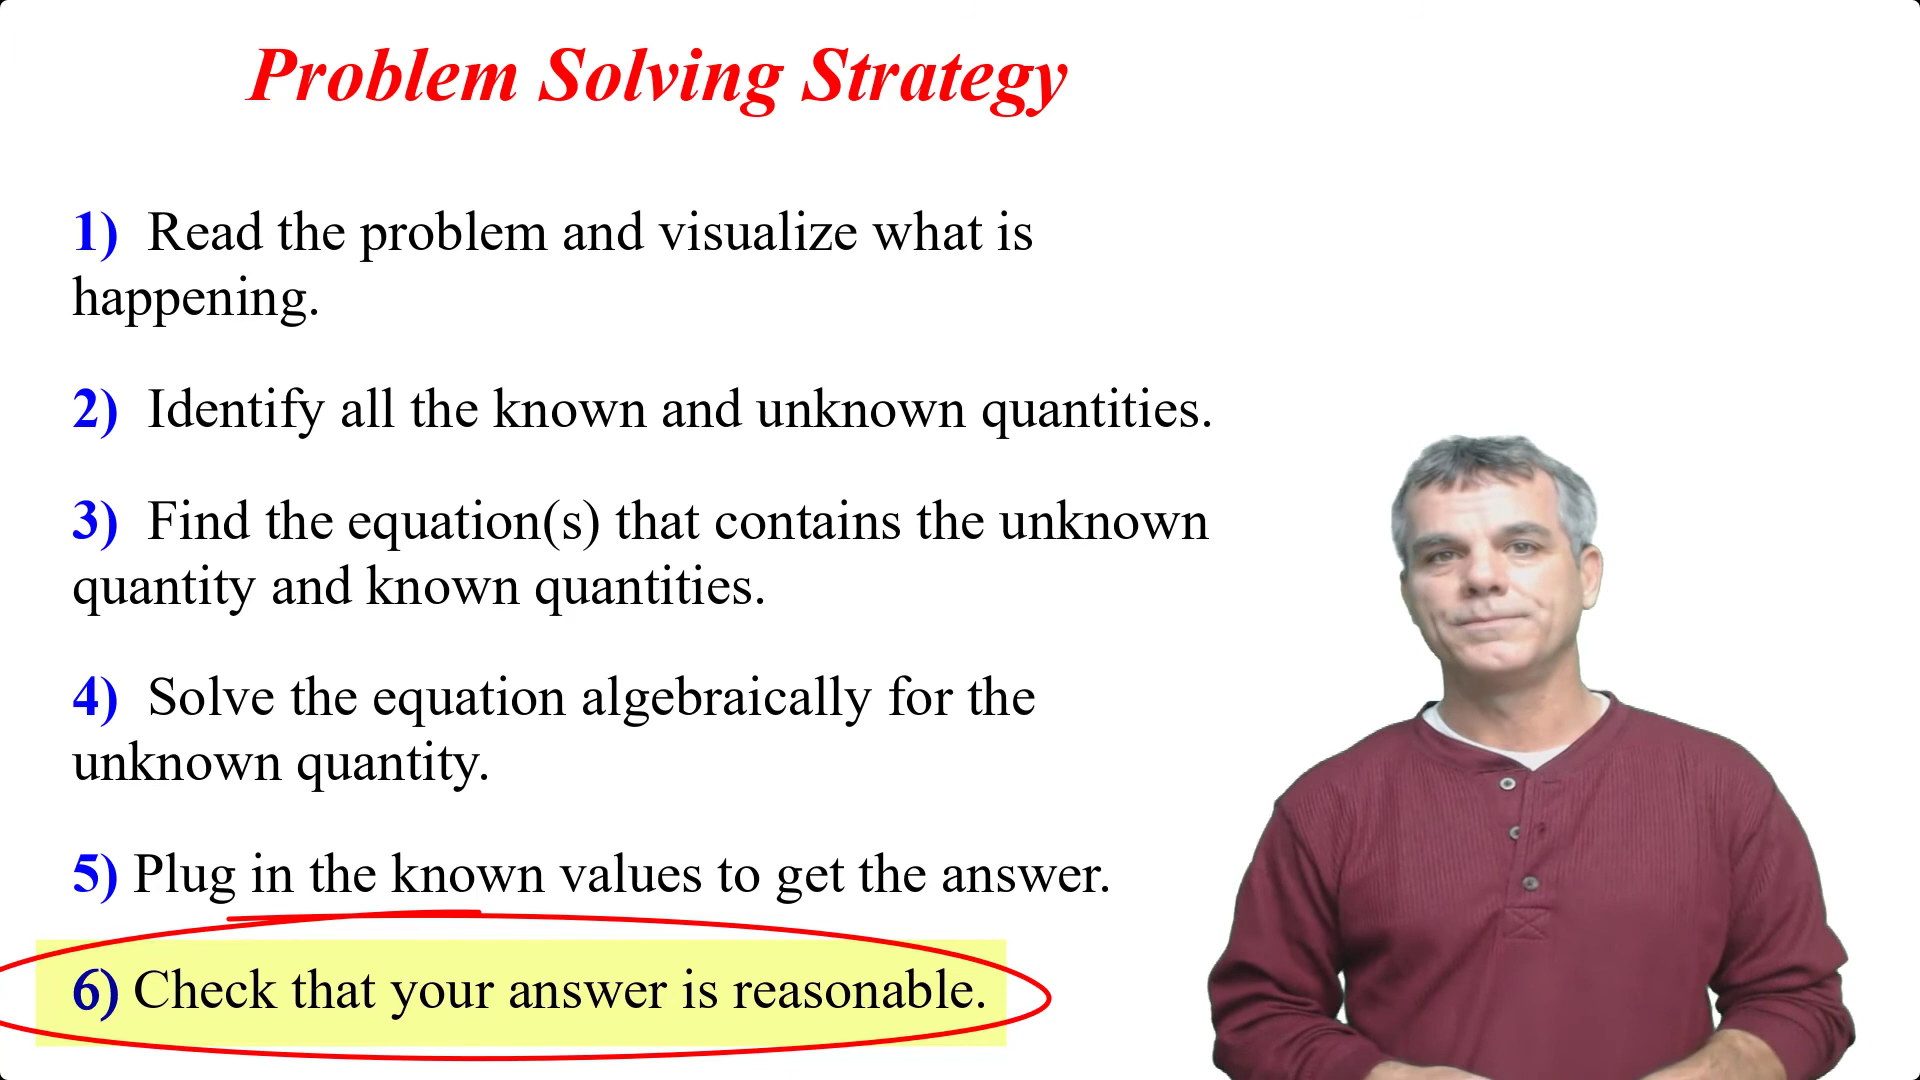 Problem Solving Strategy
1) Read the problem and visualize what is
happening.
2) Identify all the known and unknown quantities.
3) Find the equation(s) that contains the unknown
quantity and known quantities.
4) Solve the equation algebraically for the
unknown quantity.
5) Plug in the known values to get the answer.
6) Check that your answer is reasonable.